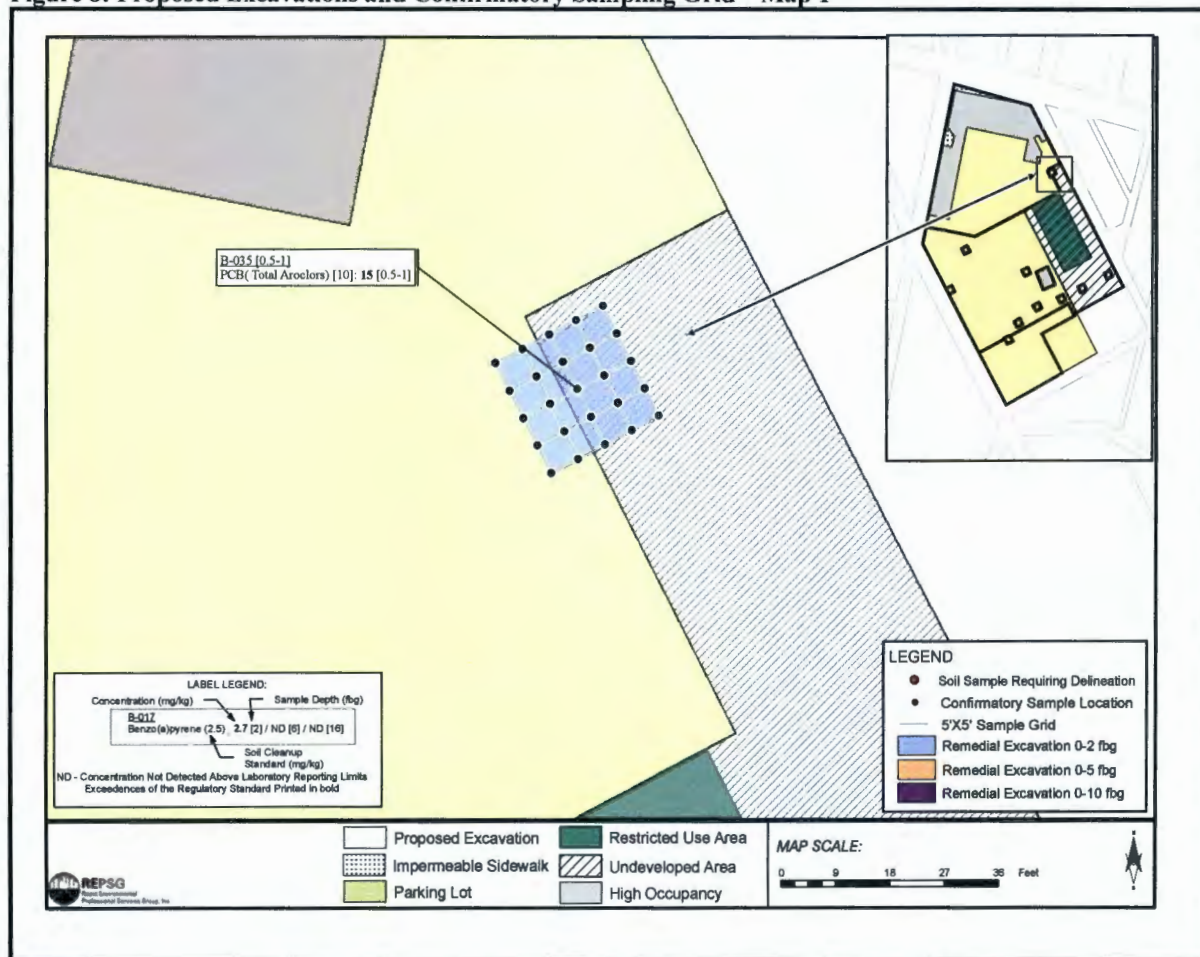 Figure 8: Proposed Excavations and Confirmatory Sampling Grid – Map 1
B-035 [0.5-1]
PCB( Total Aroclors) [10]: 15 [0.5-1]
LABEL LEGEND:
Concentration (mg/kg)
Sample Depth (fbg)
B-017
Benzo(a)pyrene (2.5) 2.7 [2] / ND [6] / ND [16]
Soil Cleanup
Standard (mg/kg)
ND - Concentration Not Detected Above Laboratory Reporting Limits
Exceedences of the Regulatory Standard Printed in bold
LEGEND
Soil Sample Requiring Delineation
Confirmatory Sample Location
5'X5' Sample Grid
Remedial Excavation 0-2 fbg
Remedial Excavation 0-5 fbg
Remedial Excavation 0-10 fbg
REPSG
Professional Services Group, Inc
Proposed Excavation
Impermeable Sidewalk
Parking Lot
Restricted Use Area
Undeveloped Area
High Occupancy
MAP SCALE:
0 9 18 27 36 Feet